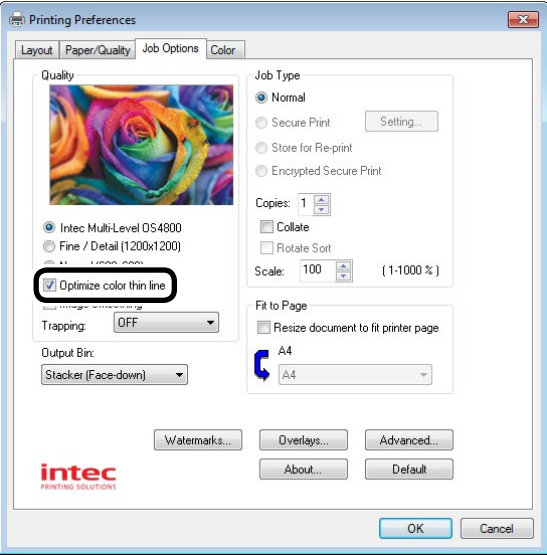 Printing Preferences
Layout
Paper/Quality
Job Options
Color
Quality
Intec Multi-Level OS4800
Fine / Detail (1200x1200)
Optimize color thin line
Trapping:
OFF
Output Bin:
Stacker (Face-down)
Job Type
Normal
Secure Print
Setting...
Store for Re-print
Encrypted Secure Print
Copies:
1
Collate
Rotate Sort
Scale:
100
(1-1000 %)
Fit to Page
Resize document to fit printer page
A4
A4
Watermarks...
Overlays...
Advanced...
About...
Default
intec
PRINTING SOLUTIONS
OK
Cancel